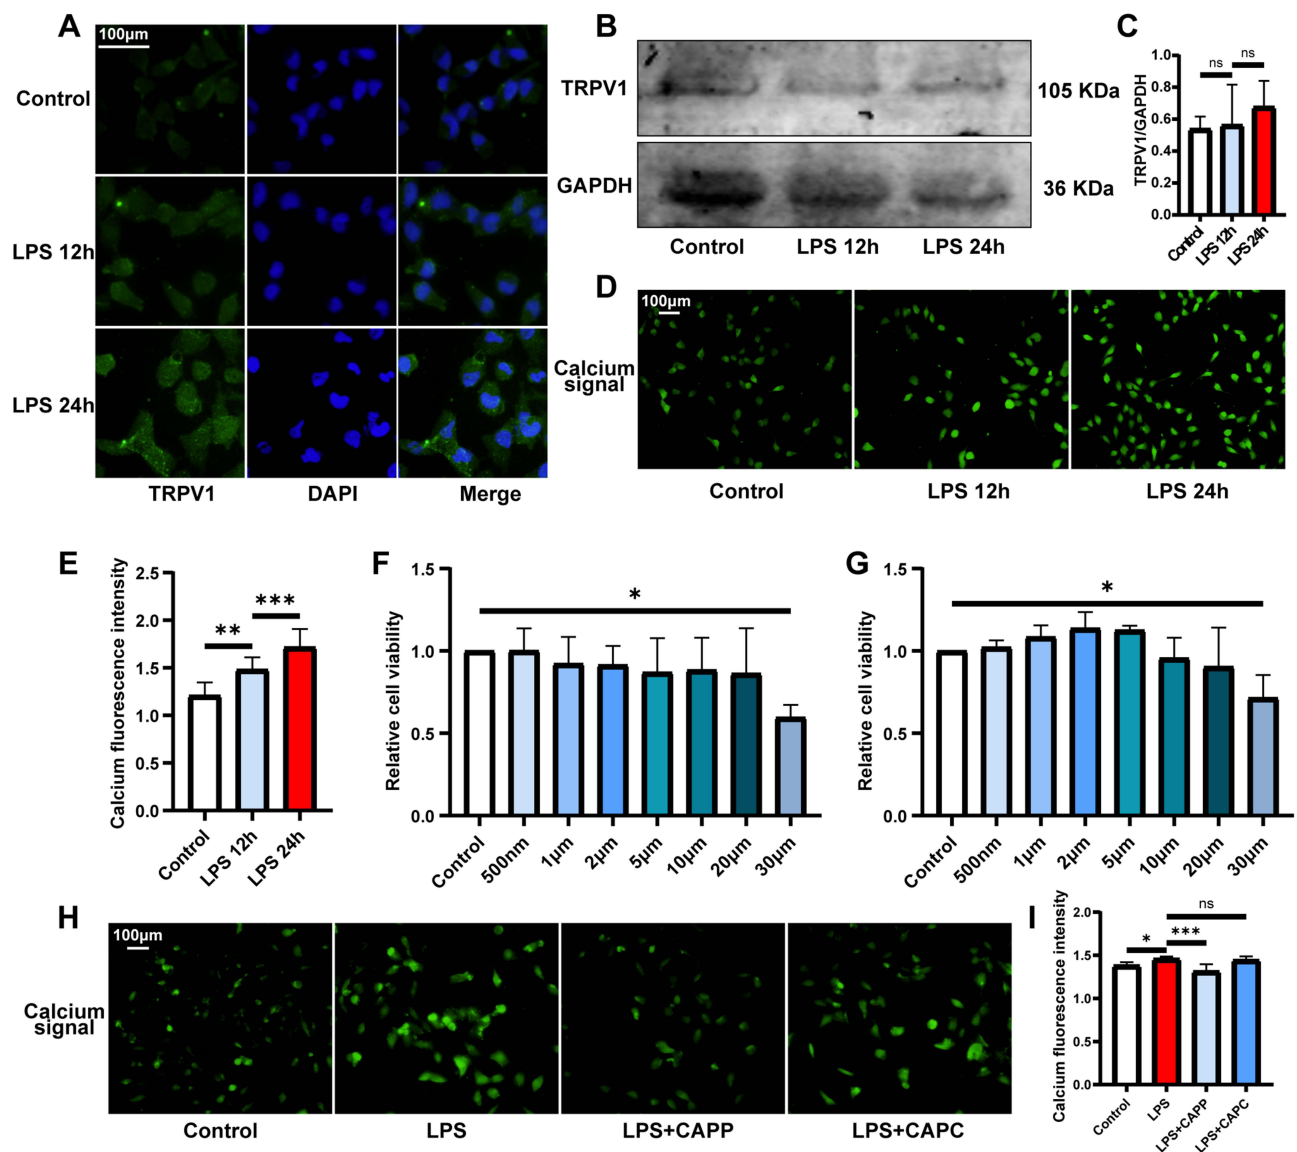 A
100μm
Control
LPS 12h
LPS 24h
TRPV1
DAPI
Merge
B
TRPV1
105 KDa
GAPDH
36 KDa
Control
LPS 12h
LPS 24h
C
TRPV1/GAPDH
1.0
0.8
0.6
0.4
0.2
0.0
ns
ns
Control
LPS 12h
LPS 24h
D
100μm
Calcium
signal
Control
LPS 12h
LPS 24h
E
Calcium fluorescence intensity
2.5
2.0
1.5
1.0
0.5
0.0
**
***
Control
LPS 12h
LPS 24h
F
Relative cell viability
1.5
1.0
0.5
0.0
*
Control
500nm
1μm
2μm
5μm
10μm
20μm
30μm
G
Relative cell viability
1.5
1.0
0.5
0.0
*
Control
500nm
1μm
2μm
5μm
10μm
20μm
30μm
H
100μm
Calcium
signal
Control
LPS
LPS+CAPP
LPS+CAPC
I
Calcium fluorescence intensity
2.0
1.5
1.0
0.5
0.0
*
***
ns
Control
LPS
LPS+CAPP
LPS+CAPC